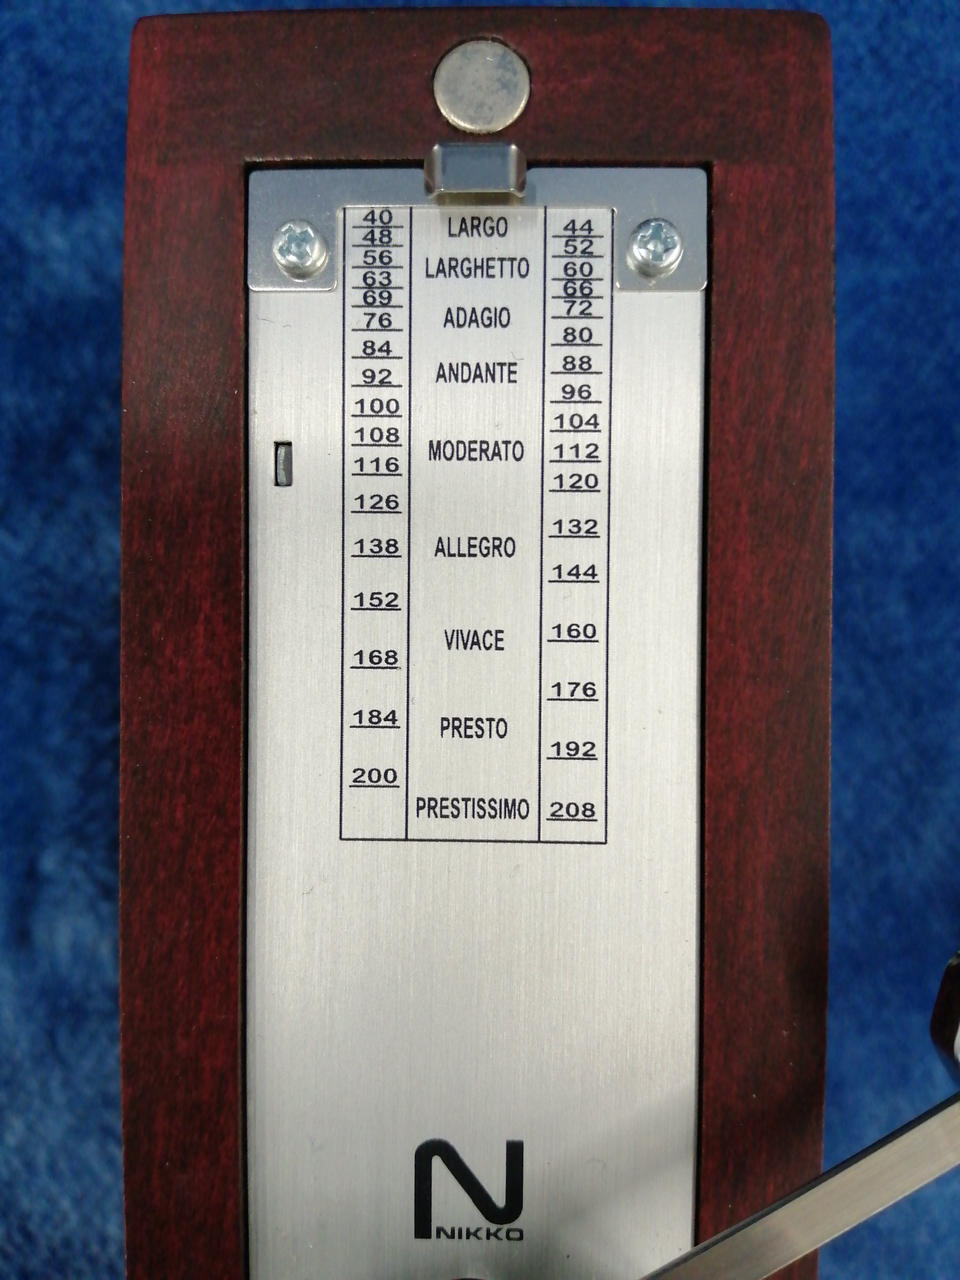 40 LARGO 44
48 52
56 LARGHETTO 60
63 66
69 72
76 ADAGIO 80
84 88
92 ANDANTE 96
100 104
108 MODERATO 112
116 120
126 132
138 ALLEGRO 144
152 160
VIVACE
168 176
184 PRESTO 192
200
PRESTISSIMO 208
N
NIKKO